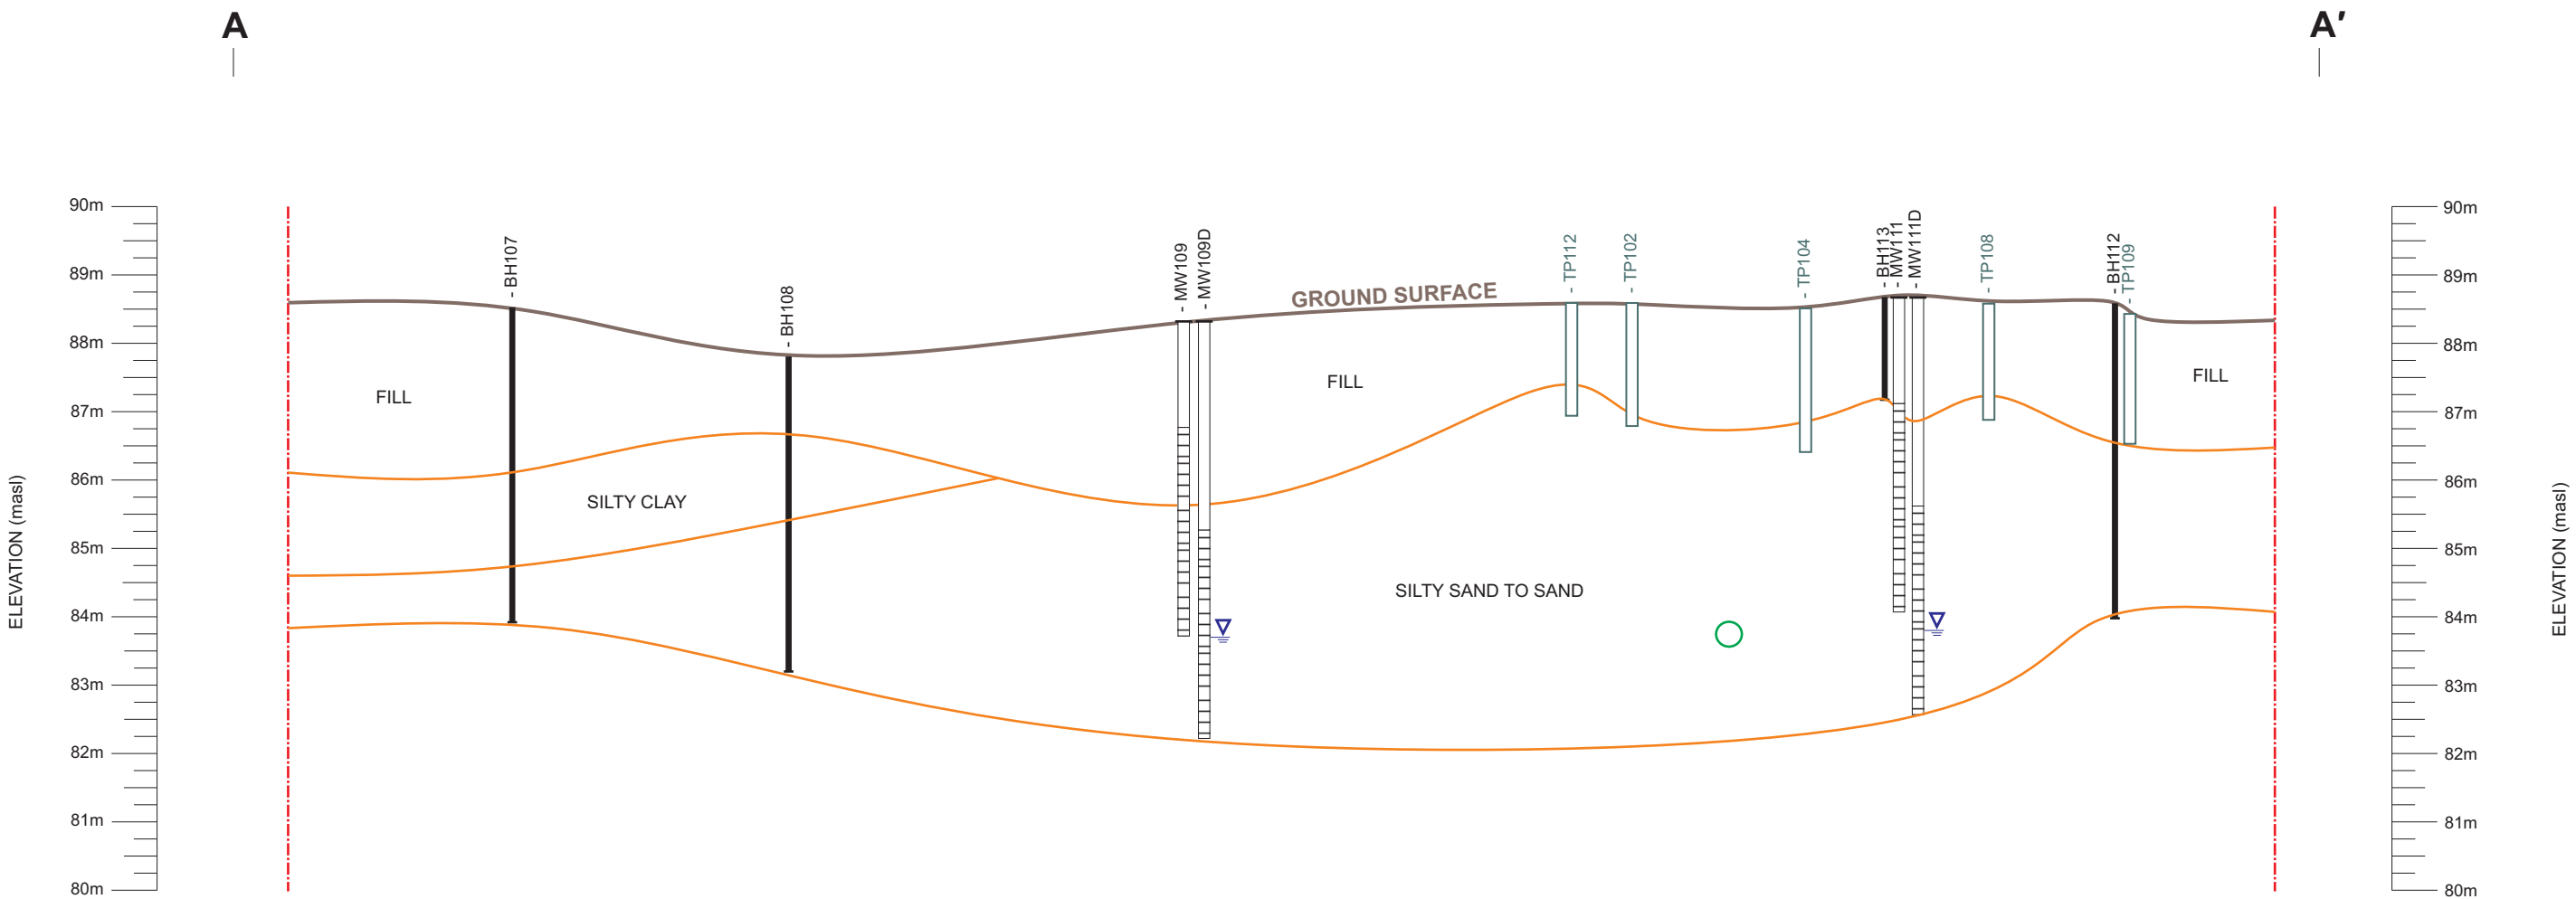 A
A′
BH107
BH108
MW109
MW109D
GROUND SURFACE
TP112
TP102
TP104
BH113
MW111
MW111D
TP108
BH112
TP109
90m
89m
88m
87m
86m
85m
84m
83m
82m
81m
80m
ELEVATION (masl)
FILL
FILL
FILL
SILTY CLAY
SILTY SAND TO SAND
90m
89m
88m
87m
86m
85m
84m
83m
82m
81m
80m
ELEVATION (masl)